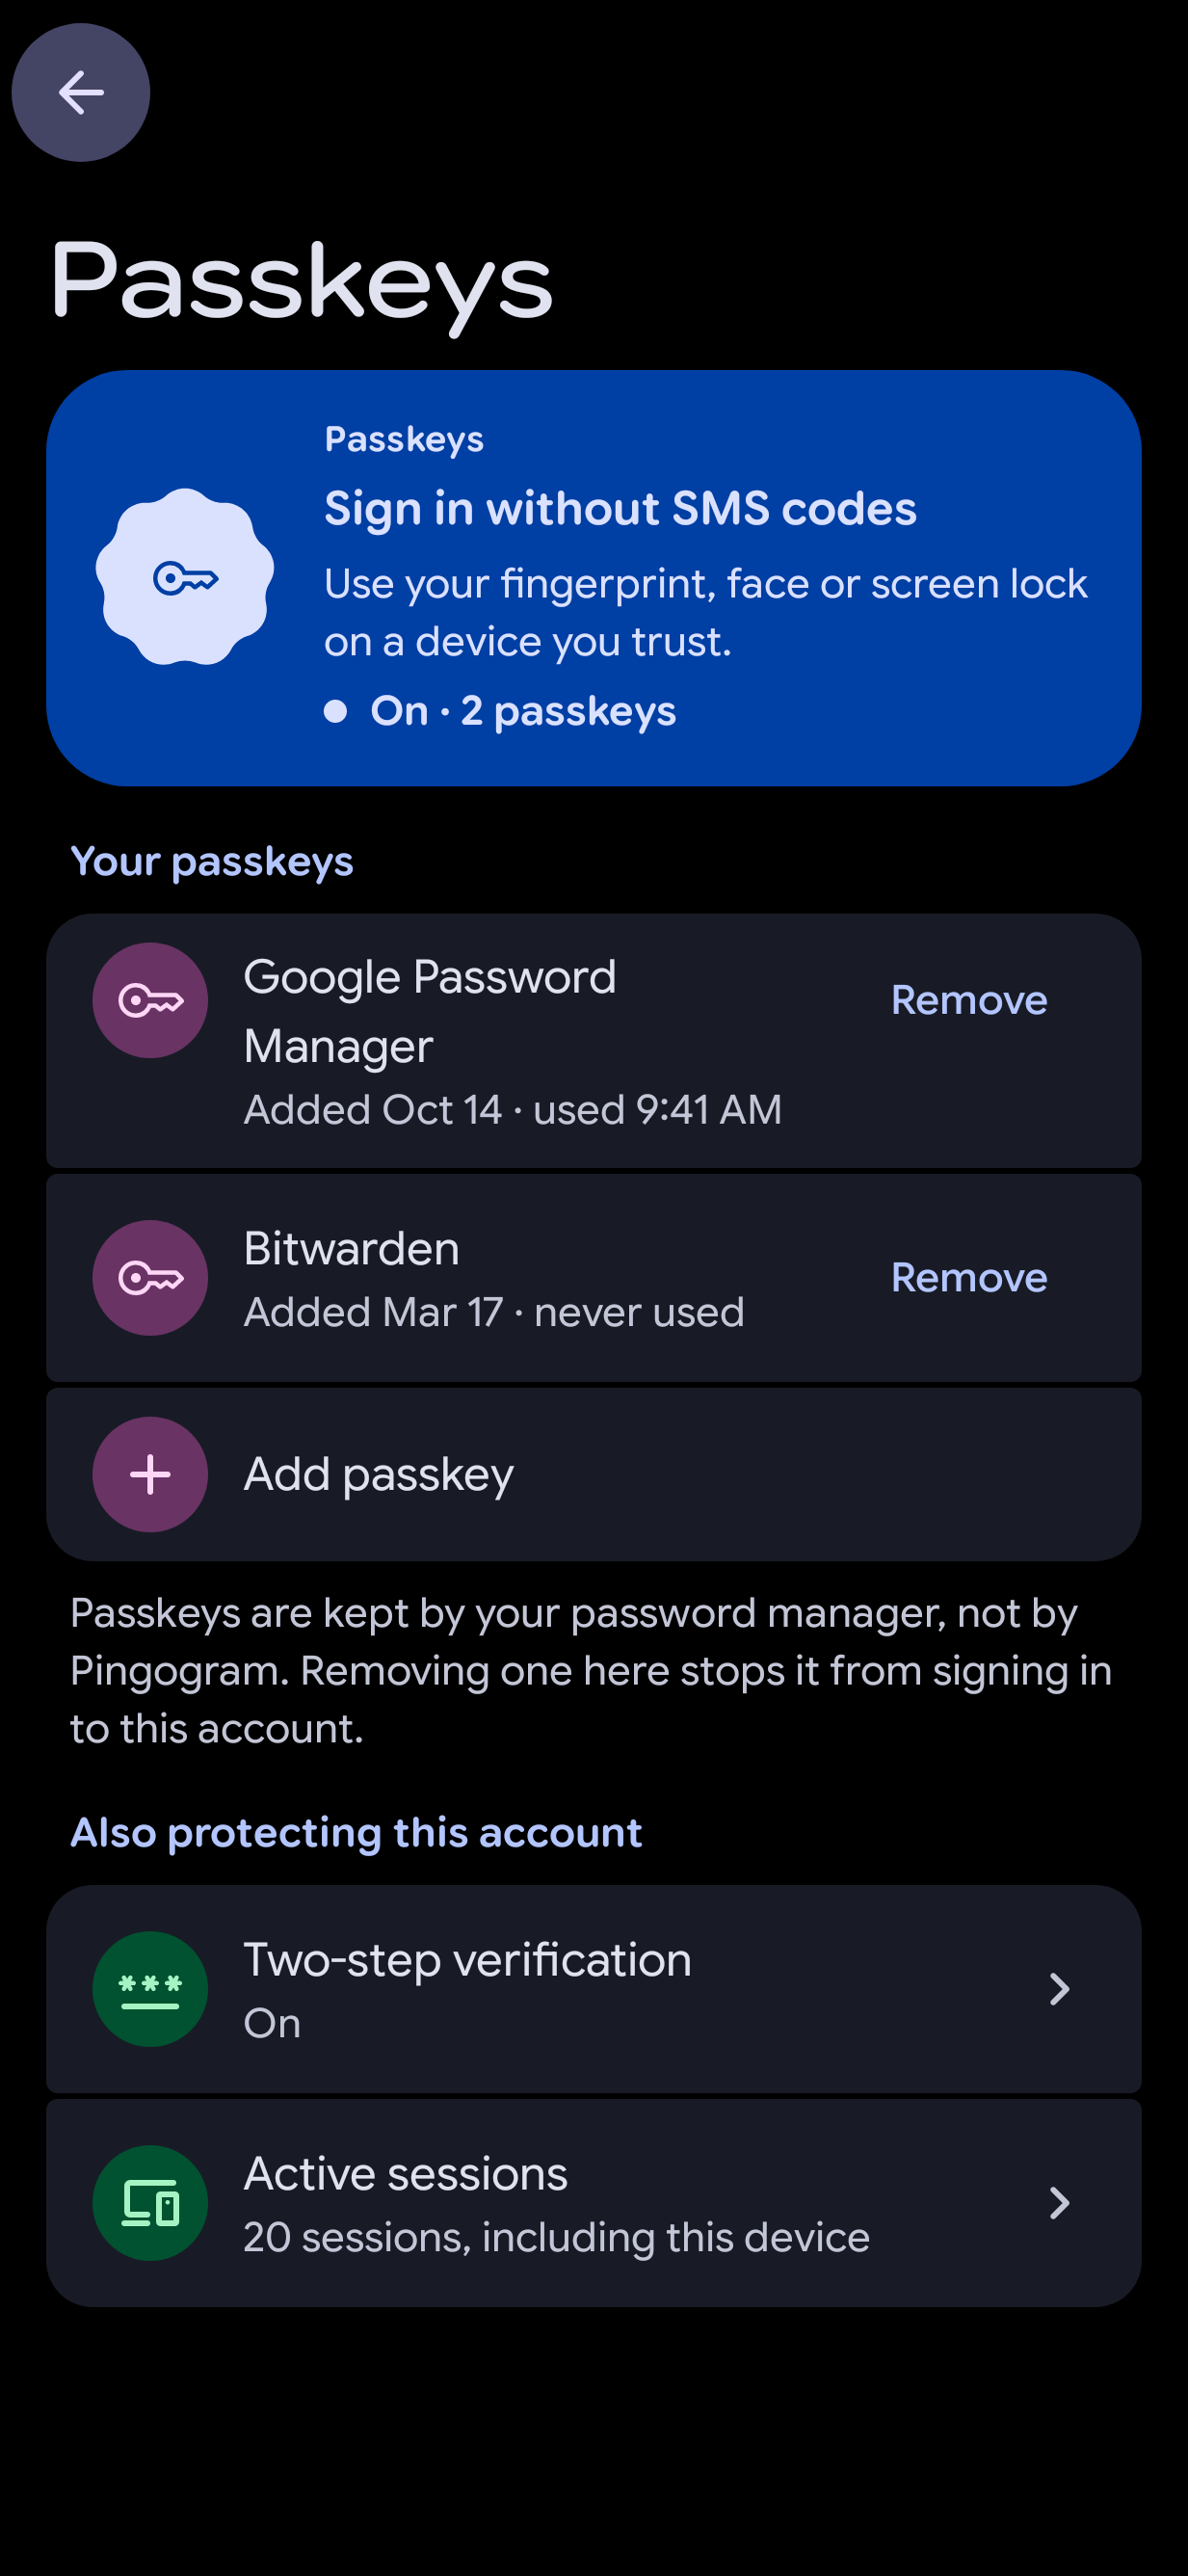 Passkeys
Passkeys
Sign in without SMS codes
Use your fingerprint, face or screen lock
on a device you trust.
On · 2 passkeys
Your passkeys
Google Password
Manager
Added Oct 14 · used 9:41 AM
Remove
Bitwarden
Added Mar 17 · never used
Remove
Add passkey
Passkeys are kept by your password manager, not by
Pingogram. Removing one here stops it from signing in
to this account.
Also protecting this account
Two-step verification
On
Active sessions
20 sessions, including this device